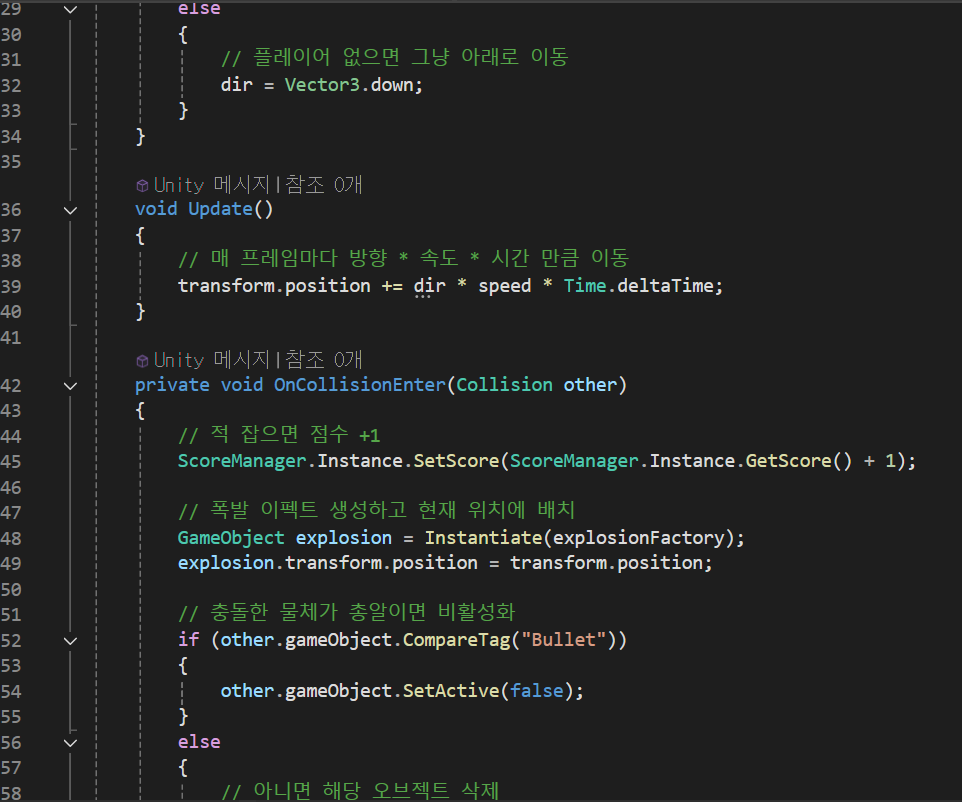 29 else
30 {
31 // 플레이어 없으면 그냥 아래로 이동
32 dir = Vector3.down;
33 }
34 }
35
Unity 메시지 | 참조 0개
36 void Update()
37 {
38 // 매 프레임마다 방향 * 속도 * 시간 만큼 이동
39 transform.position += dir * speed * Time.deltaTime;
40 }
41
Unity 메시지 | 참조 0개
42 private void OnCollisionEnter(Collision other)
43 {
44 // 적 잡으면 점수 +1
45 ScoreManager.Instance.SetScore(ScoreManager.Instance.GetScore() + 1);
46
47 // 폭발 이펙트 생성하고 현재 위치에 배치
48 GameObject explosion = Instantiate(explosionFactory);
49 explosion.transform.position = transform.position;
50
51 // 충돌한 물체가 총알이면 비활성화
52 if (other.gameObject.CompareTag("Bullet"))
53 {
54 other.gameObject.SetActive(false);
55 }
56 else
57 {
58 // 아니면 해당 오브젝트 삭제